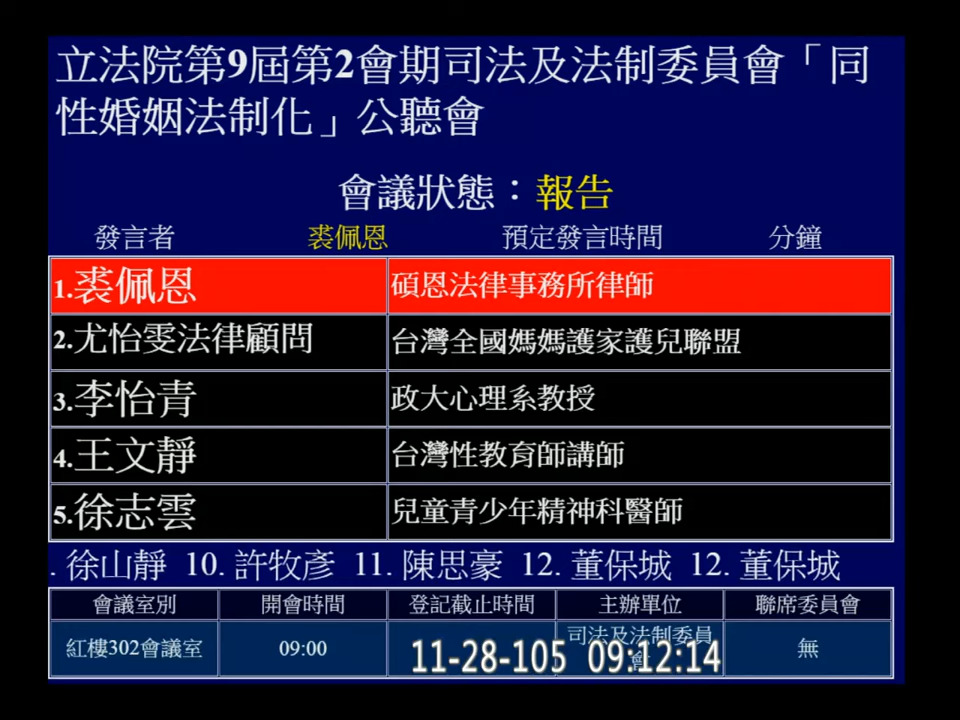 立法院第9屆第2會期司法及法制委員會「同
性婚姻法制化」公聽會
會議狀態：報告
發言者 裘佩恩 預定發言時間 分鐘
1.裘佩恩 碩恩法律事務所律師
2.尤怡雯法律顧問 台灣全國媽媽護家護兒聯盟
3.李怡青 政大心理系教授
4.王文靜 台灣性教育師講師
5.徐志雲 兒童青少年精神科醫師
. 徐山靜 10. 許牧彥 11. 陳思豪 12. 董保城 12. 董保城
會議室別 開會時間 登記截止時間 主辦單位 聯席委員會
紅樓302會議室 09:00 司法及法制委員會 無
11-28-105 09:12:14